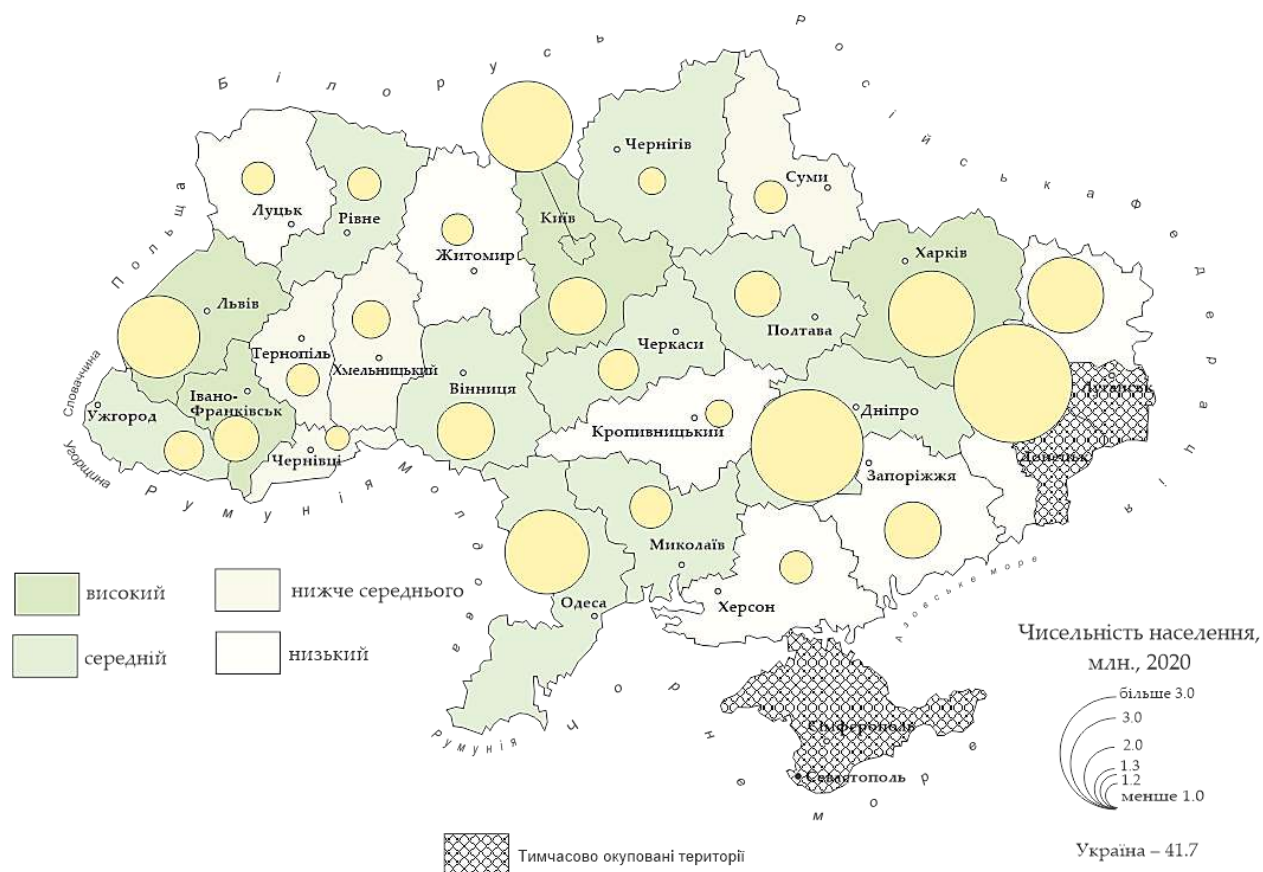 Білорусь
Російська Федерація
Польща
Словаччина
Угорщина
Румунія
Молдова
Румунія
Чорне море
Азовське море
Чернігів
Суми
Луцьк
Рівне
Київ
Житомир
Харків
Львів
Полтава
Черкаси
Тернопіль
Хмельницький
Вінниця
Луганськ
Івано-
Франківськ
Ужгород
Дніпро
Кропивницький
Чернівці
Донецьк
Запоріжжя
Миколаїв
Одеса
Херсон
Сімферополь
Севастополь
високий
нижче середнього
середній
низький
Чисельність населення,
млн., 2020
більше 3.0
3.0
2.0
1.3
1.2
менше 1.0
Україна – 41.7
Тимчасово окуповані території